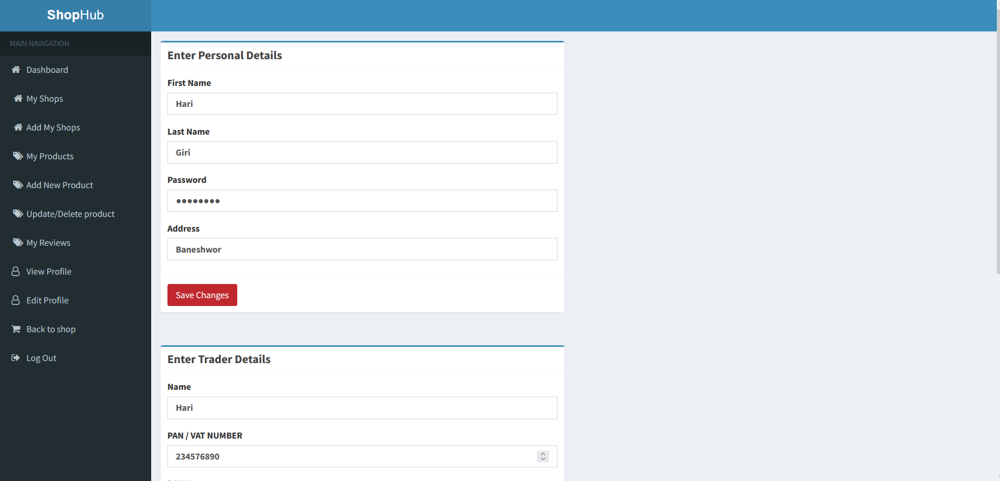 ShopHub
MAIN NAVIGATION
Dashboard
My Shops
Add My Shops
My Products
Add New Product
Update/Delete product
My Reviews
View Profile
Edit Profile
Back to shop
Log Out
Enter Personal Details
First Name
Hari
Last Name
Giri
Password
••••••••
Address
Baneshwor
Save Changes
Enter Trader Details
Name
Hari
PAN / VAT NUMBER
234576890